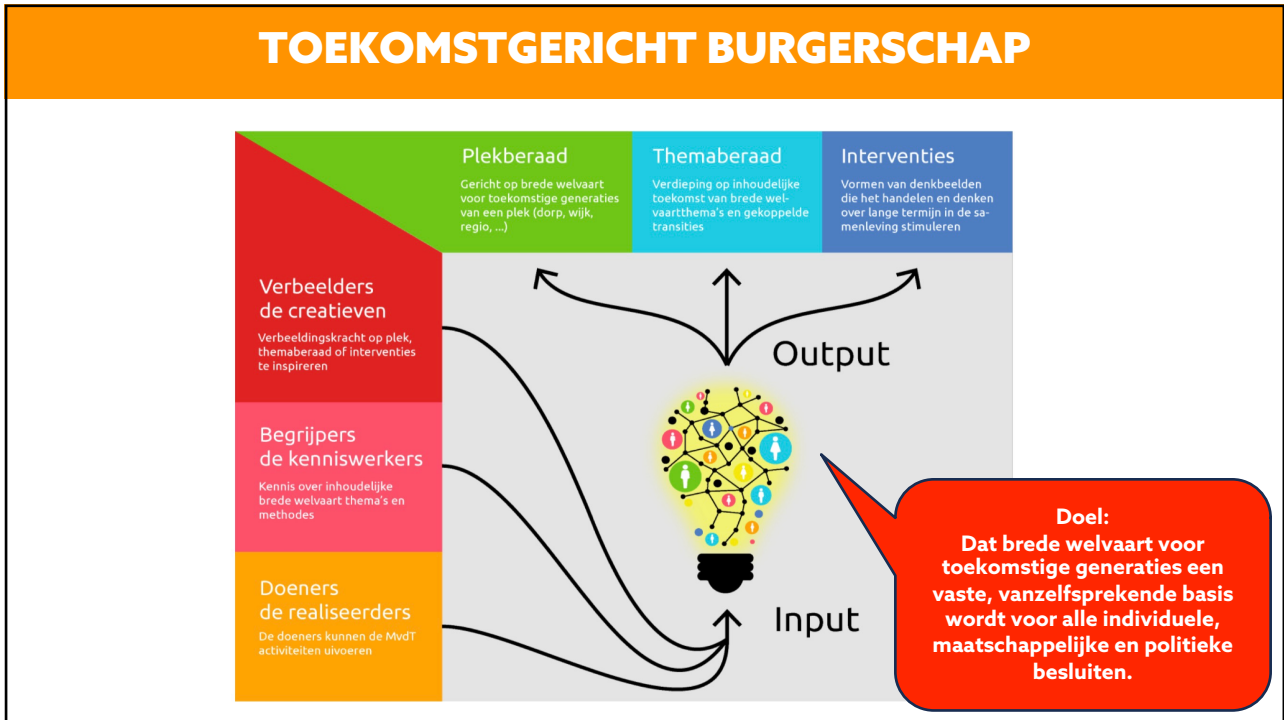 TOEKOMSTGERICHT BURGERSCHAP
Plekberaad
Gericht op brede welvaart
voor toekomstige generaties
van een plek (dorp, wijk,
regio, ...)
Themaberaad
Verdieping op inhoudelijke
toekomst van brede wel-
vaartthema's en gekoppelde
transities
Interventies
Vormen van denkbeelden
die het handelen en denken
over lange termijn in de sa-
menleving stimuleren
Verbeelders
de creatieven
Verbeeldingskracht op plek,
themaberaad of interventies
te inspireren
Begrijpers
de kenniswerkers
Kennis over inhoudelijke
brede welvaart thema's en
methodes
Doeners
de realiseerders
De doeners kunnen de MvdT
activiteiten uivoeren
Output
Input
Doel:
Dat brede welvaart voor
toekomstige generaties een
vaste, vanzelfsprekende basis
wordt voor alle individuele,
maatschappelijke en politieke
besluiten.